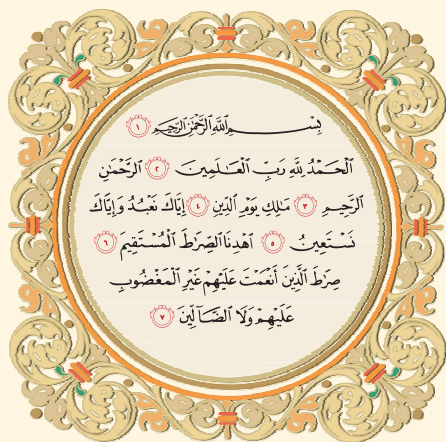 بِسْمِ ٱللَّهِ ٱلرَّحْمَٰنِ ٱلرَّحِيمِ ١
ٱلْحَمْدُ لِلَّهِ رَبِّ ٱلْعَٰلَمِينَ ٢ ٱلرَّحْمَٰنِ
ٱلرَّحِيمِ ٣ مَٰلِكِ يَوْمِ ٱلدِّينِ ٤ إِيَّاكَ نَعْبُدُ وَإِيَّاكَ
نَسْتَعِينُ ٥ ٱهْدِنَا ٱلصِّرَٰطَ ٱلْمُسْتَقِيمَ ٦
صِرَٰطَ ٱلَّذِينَ أَنْعَمْتَ عَلَيْهِمْ غَيْرِ ٱلْمَغْضُوبِ
عَلَيْهِمْ وَلَا ٱلضَّآلِّينَ ٧